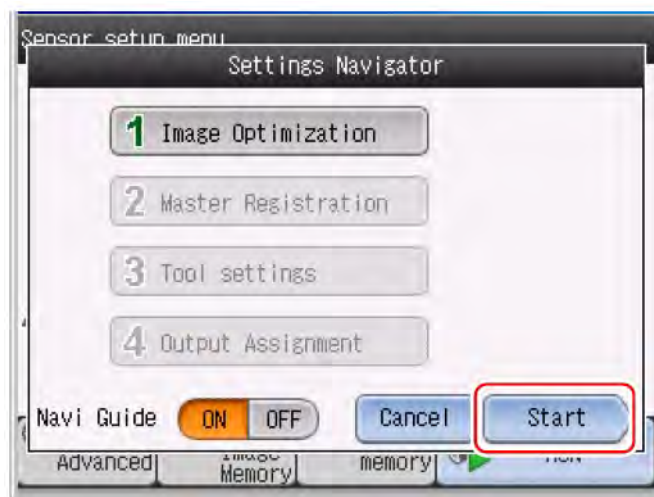 Sensor setup menu
Settings Navigator
1 Image Optimization
2 Master Registration
3 Tool settings
4 Output Assignment
Navi Guide ON OFF Cancel Start
Advanced Image Memory memory RUN